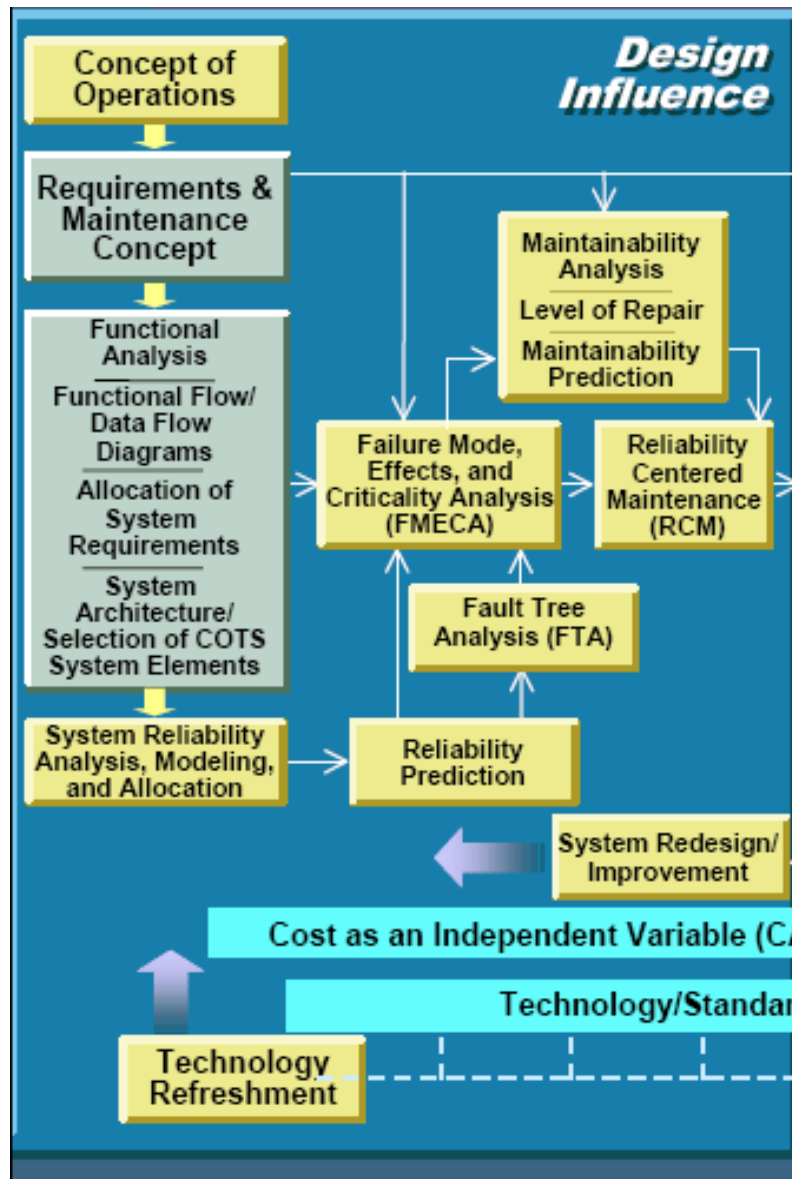 Design
Influence
Concept of
Operations
Requirements &
Maintenance
Concept
Functional
Analysis
Functional Flow/
Data Flow
Diagrams
Allocation of
System
Requirements
System
Architecture/
Selection of COTS
System Elements
System Reliability
Analysis, Modeling,
and Allocation
Maintainability
Analysis
Level of Repair
Maintainability
Prediction
Failure Mode,
Effects, and
Criticality Analysis
(FMECA)
Reliability
Centered
Maintenance
(RCM)
Fault Tree
Analysis (FTA)
Reliability
Prediction
System Redesign/
Improvement
Cost as an Independent Variable (CA
Technology/Standar
Technology
Refreshment